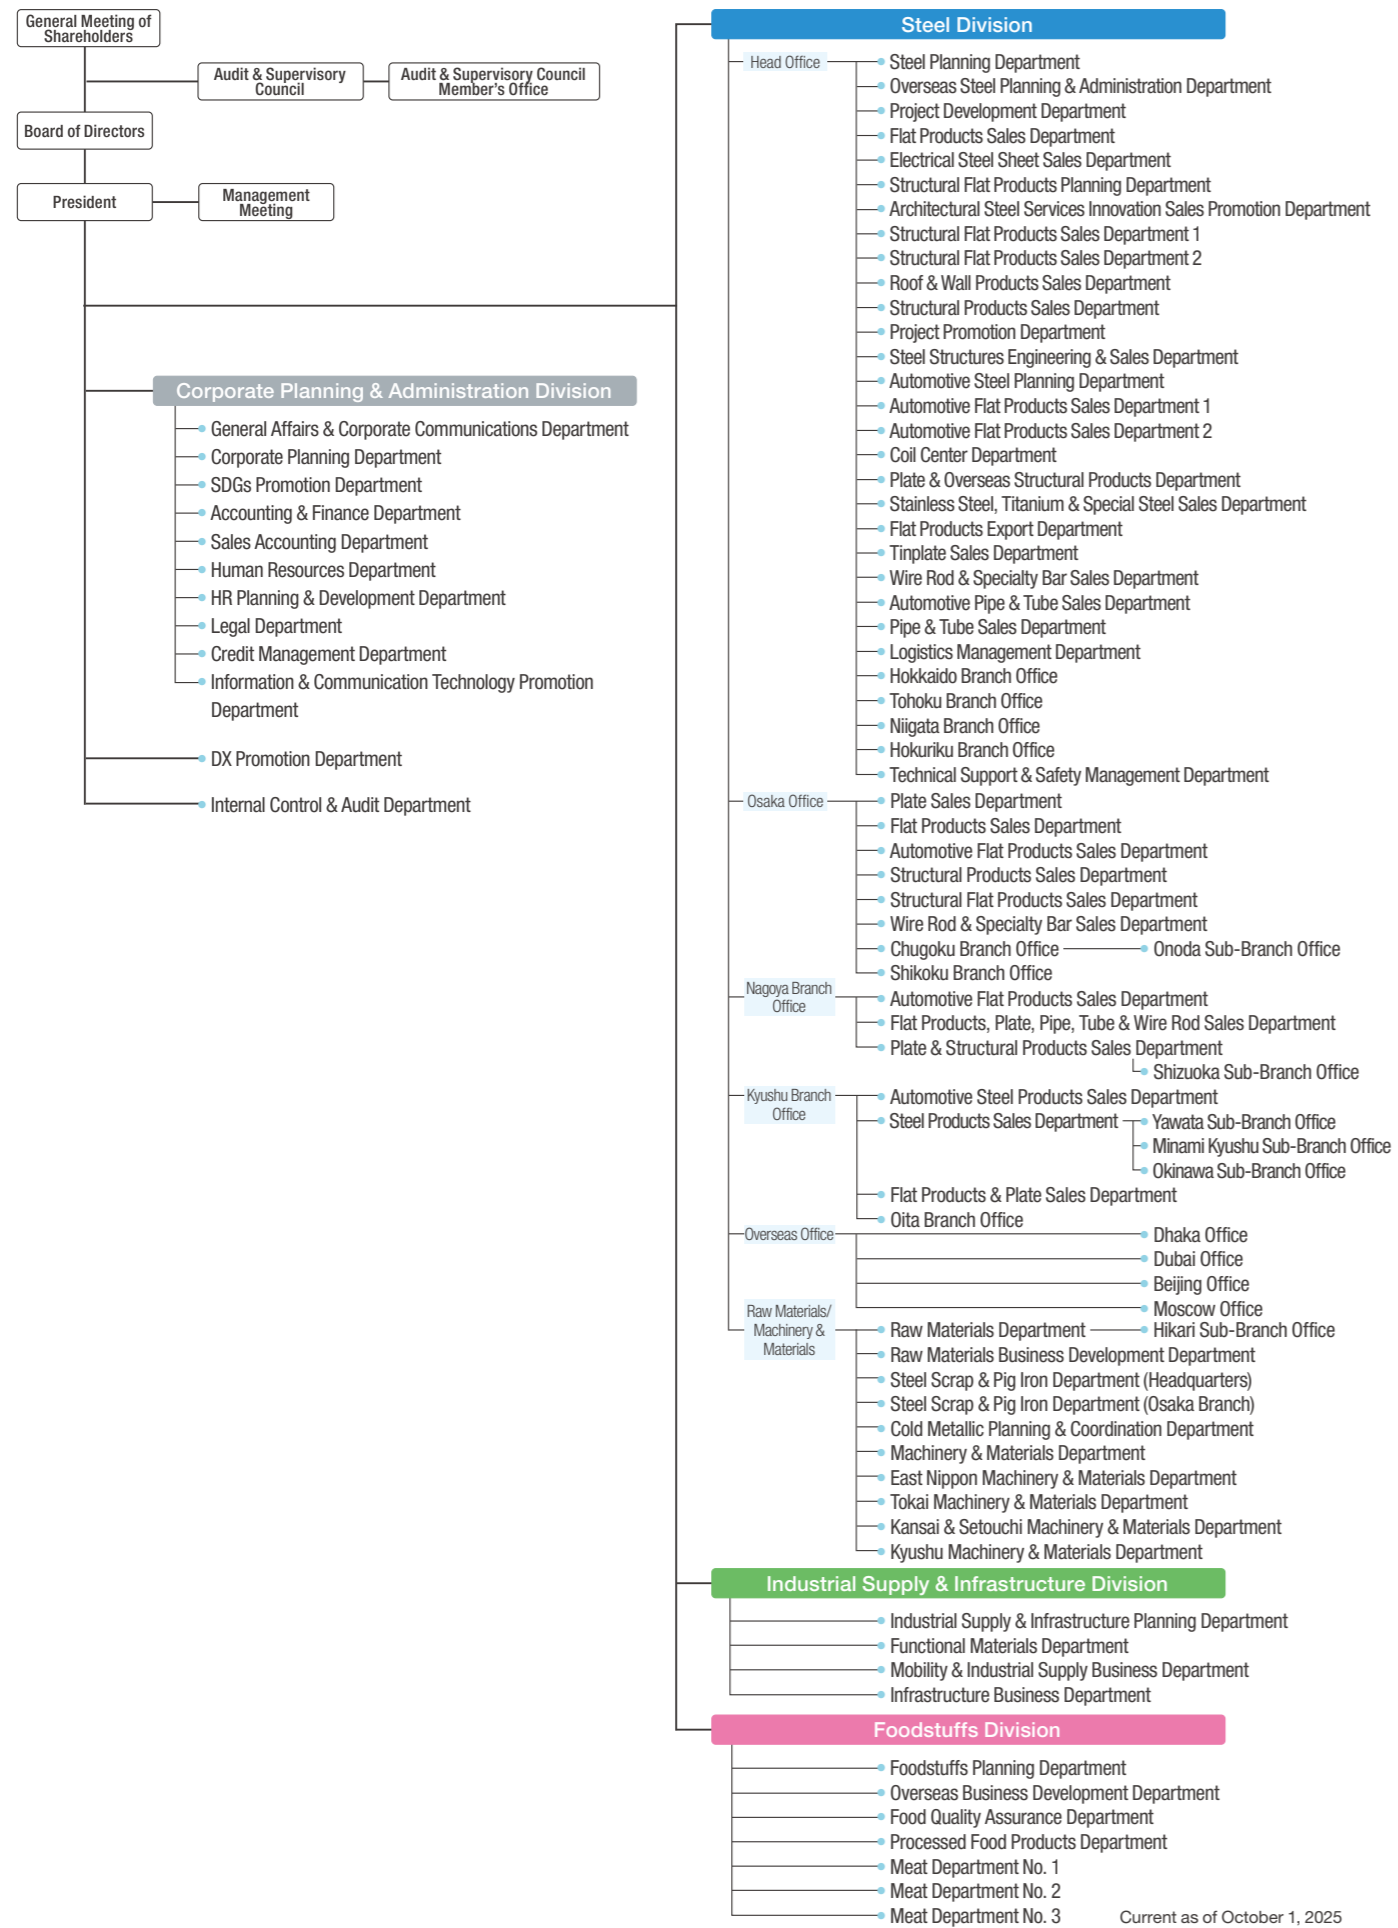 General Meeting of
Shareholders
Audit & Supervisory
Council
Audit & Supervisory Council
Member's Office
Board of Directors
President
Management
Meeting
Corporate Planning & Administration Division
General Affairs & Corporate Communications Department
Corporate Planning Department
SDGs Promotion Department
Accounting & Finance Department
Sales Accounting Department
Human Resources Department
HR Planning & Development Department
Legal Department
Credit Management Department
Information & Communication Technology Promotion
Department
DX Promotion Department
Internal Control & Audit Department
Steel Division
Head Office
Steel Planning Department
Overseas Steel Planning & Administration Department
Project Development Department
Flat Products Sales Department
Electrical Steel Sheet Sales Department
Structural Flat Products Planning Department
Architectural Steel Services Innovation Sales Promotion Department
Structural Flat Products Sales Department 1
Structural Flat Products Sales Department 2
Roof & Wall Products Sales Department
Structural Products Sales Department
Project Promotion Department
Steel Structures Engineering & Sales Department
Automotive Steel Planning Department
Automotive Flat Products Sales Department 1
Automotive Flat Products Sales Department 2
Coil Center Department
Plate & Overseas Structural Products Department
Stainless Steel, Titanium & Special Steel Sales Department
Flat Products Export Department
Tinplate Sales Department
Wire Rod & Specialty Bar Sales Department
Automotive Pipe & Tube Sales Department
Pipe & Tube Sales Department
Logistics Management Department
Hokkaido Branch Office
Tohoku Branch Office
Niigata Branch Office
Hokuriku Branch Office
Technical Support & Safety Management Department
Osaka Office
Plate Sales Department
Flat Products Sales Department
Automotive Flat Products Sales Department
Structural Products Sales Department
Structural Flat Products Sales Department
Wire Rod & Specialty Bar Sales Department
Chugoku Branch Office
Onoda Sub-Branch Office
Shikoku Branch Office
Nagoya Branch
Office
Automotive Flat Products Sales Department
Flat Products, Plate, Pipe, Tube & Wire Rod Sales Department
Plate & Structural Products Sales Department
Shizuoka Sub-Branch Office
Kyushu Branch
Office
Automotive Steel Products Sales Department
Steel Products Sales Department
Yawata Sub-Branch Office
Minami Kyushu Sub-Branch Office
Okinawa Sub-Branch Office
Flat Products & Plate Sales Department
Oita Branch Office
Overseas Office
Dhaka Office
Dubai Office
Beijing Office
Moscow Office
Raw Materials/
Machinery &
Materials
Raw Materials Department
Hikari Sub-Branch Office
Raw Materials Business Development Department
Steel Scrap & Pig Iron Department (Headquarters)
Steel Scrap & Pig Iron Department (Osaka Branch)
Cold Metallic Planning & Coordination Department
Machinery & Materials Department
East Nippon Machinery & Materials Department
Tokai Machinery & Materials Department
Kansai & Setouchi Machinery & Materials Department
Kyushu Machinery & Materials Department
Industrial Supply & Infrastructure Division
Industrial Supply & Infrastructure Planning Department
Functional Materials Department
Mobility & Industrial Supply Business Department
Infrastructure Business Department
Foodstuffs Division
Foodstuffs Planning Department
Overseas Business Development Department
Food Quality Assurance Department
Processed Food Products Department
Meat Department No. 1
Meat Department No. 2
Meat Department No. 3
Current as of October 1, 2025